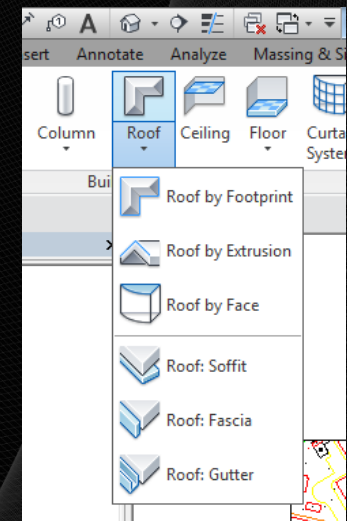 A
sert Annotate Analyze Massing & Si
Column Roof Ceiling Floor Curta
Syster
Bui
Roof by Footprint
Roof by Extrusion
Roof by Face
Roof: Soffit
Roof: Fascia
Roof: Gutter